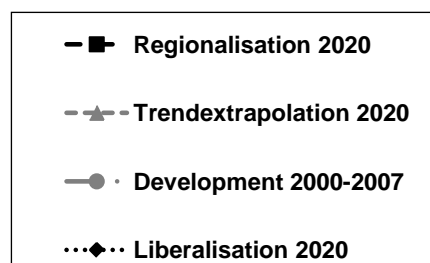 Regionalisation 2020
Trendextrapolation 2020
Development 2000-2007
Liberalisation 2020